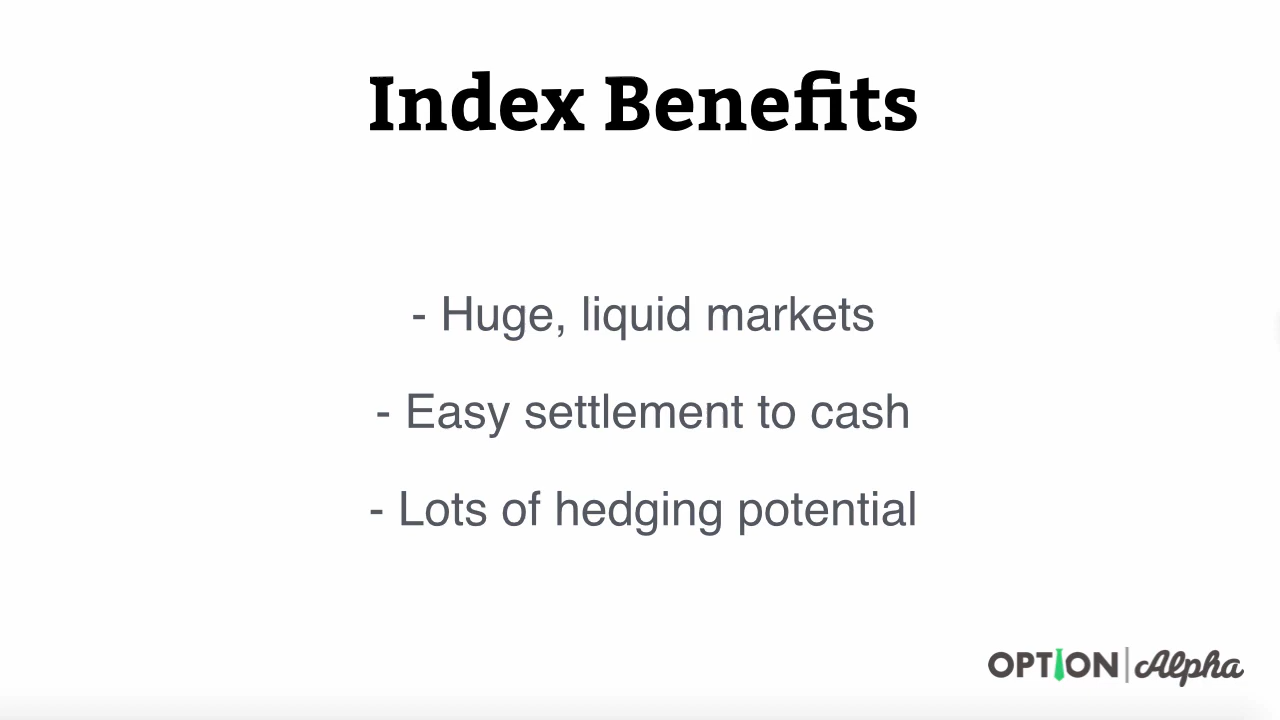 Index Benefits
- Huge, liquid markets
- Easy settlement to cash
- Lots of hedging potential
OPTION | Alpha